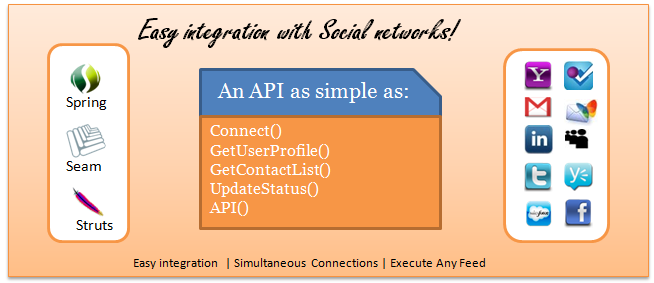 Easy integration with Social networks!
Spring
Seam
Struts
An API as simple as:
Connect()
GetUserProfile()
GetContactList()
UpdateStatus()
API()
Y
M
in
t
f
Easy integration | Simultaneous Connections | Execute Any Feed